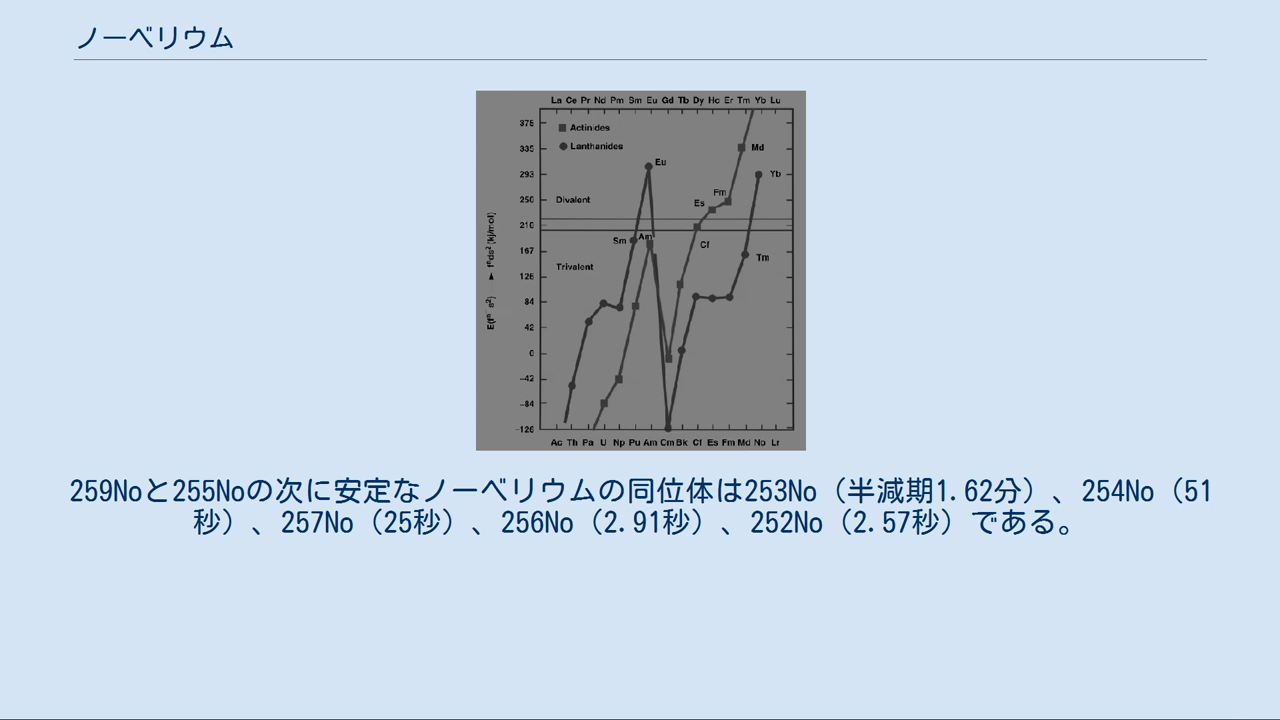 ノーベリウム
La Ce Pr Nd Pm Sm Eu Gd Tb Dy Ho Er Tm Yb Lu
375
335
293
250
210
167
126
84
42
0
-42
-84
-126
Actinides
Lanthanides
Eu
Md
Yb
Divalent
Fm
Es
Sm
Am
Cf
Tm
Trivalent
Ac Th Pa U Np Pu Am Cm Bk Cf Es Fm Md No Lr
259Noと255Noの次に安定なノーベリウムの同位体は253No（半減期1.62分）、254No（51
秒）、257No（25秒）、256No（2.91秒）、252No（2.57秒）である。